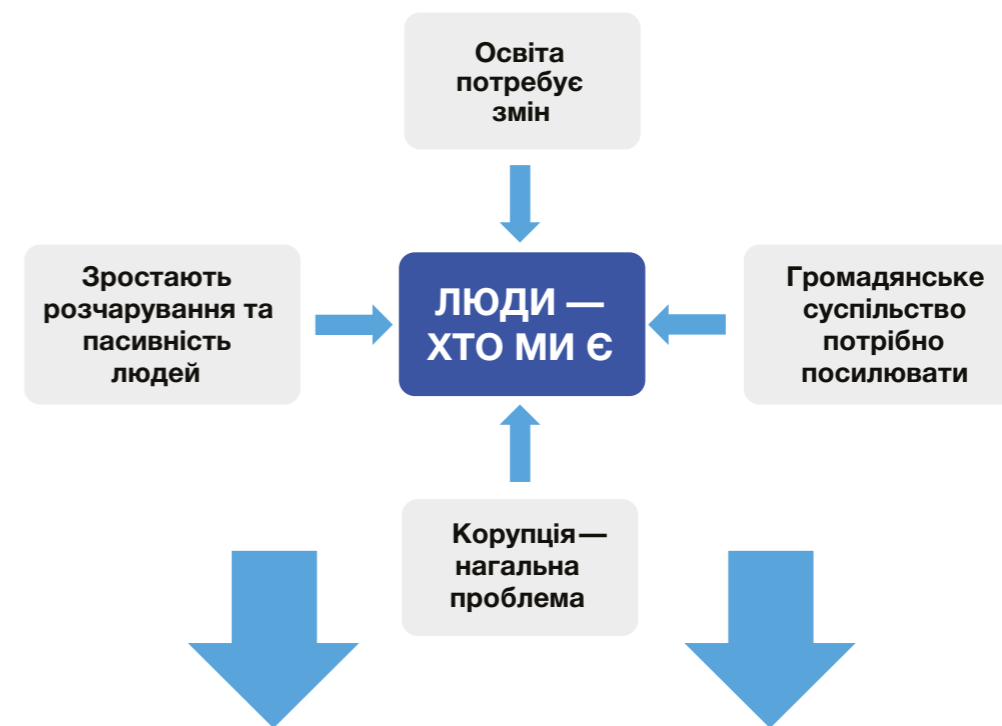 Освіта
потребує
змін
Зростають
розчарування та
пасивність
людей
ЛЮДИ —
ХТО МИ Є
Громадянське
суспільство
потрібно
посилювати
Корупція —
нагальна
проблема